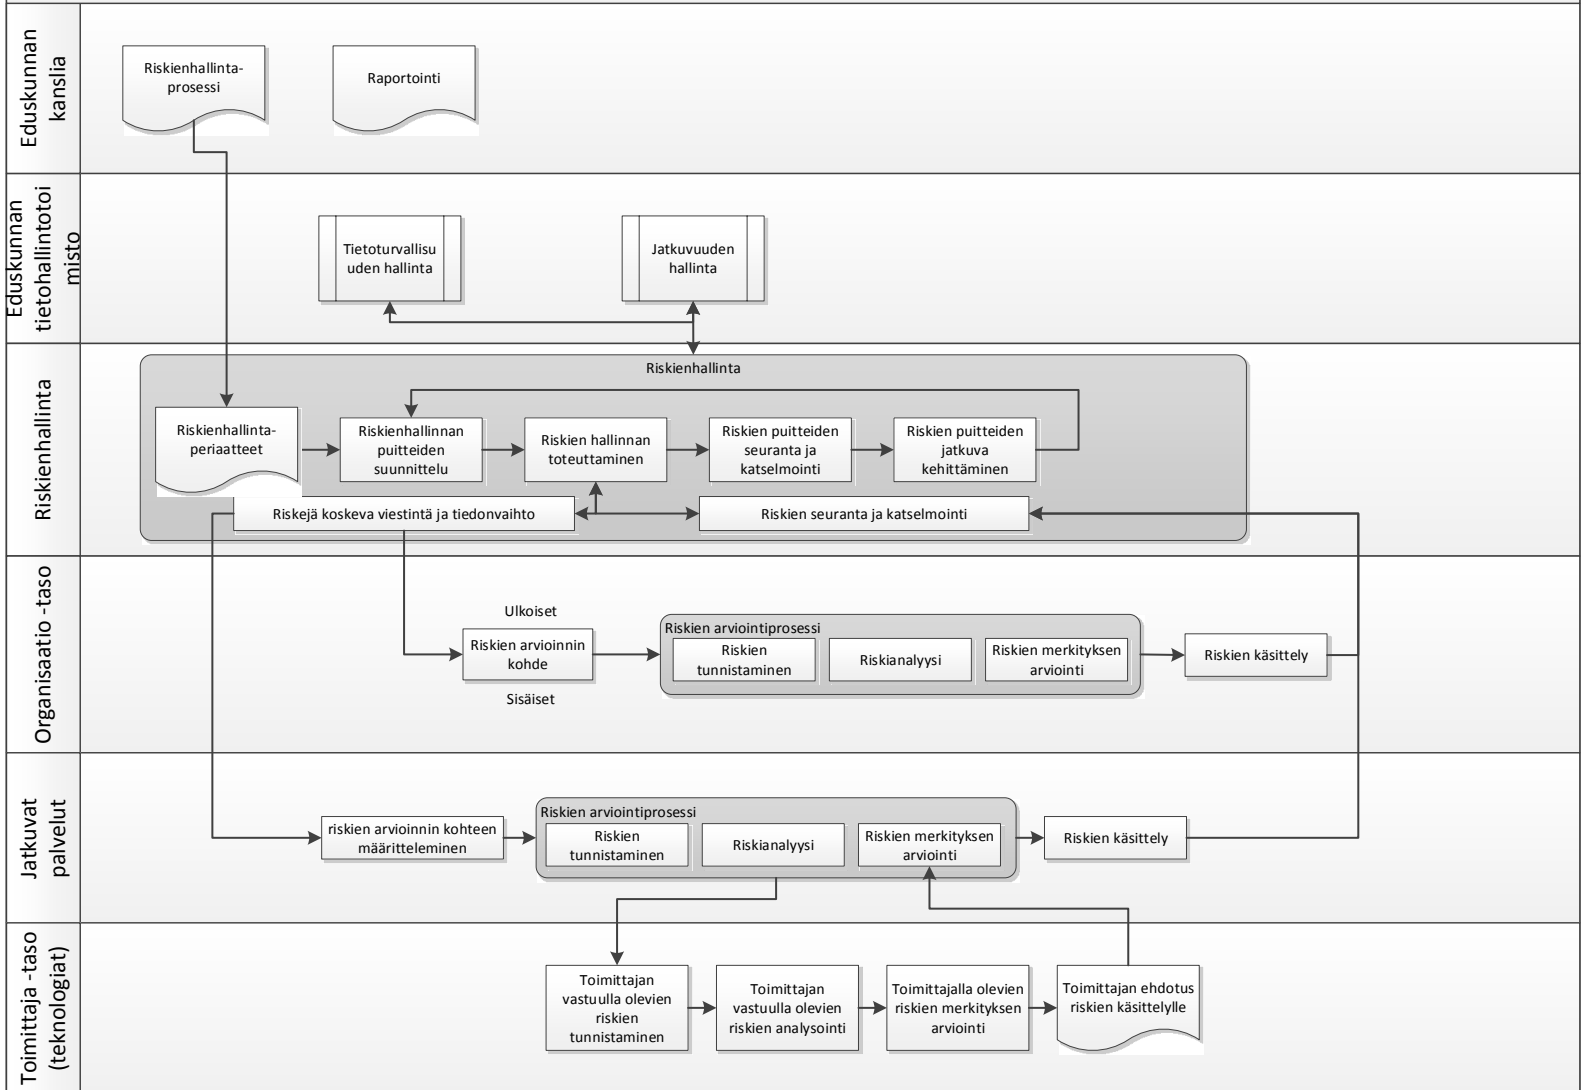 Eduskunnan
kanslia
Riskienhallinta-
prosessi
Raportointi
Eduskunnan
tietohallintotoi
misto
Tietoturvallisu
uden hallinta
Jatkuvuuden
hallinta
Riskienhallinta
Riskienhallinta
Riskienhallinta-
periaatteet
Riskienhallinnan
puitteiden
suunnittelu
Riskien hallinnan
toteuttaminen
Riskien puitteiden
seuranta ja
katselmointi
Riskien puitteiden
jatkuva
kehittäminen
Riskejä koskeva viestintä ja tiedonvaihto
Riskien seuranta ja katselmointi
Organisaatio -taso
Ulkoiset
Riskien arvioinnin
kohde
Sisäiset
Riskien arviointiprosessi
Riskien
tunnistaminen
Riskianalyysi
Riskien merkityksen
arviointi
Riskien käsittely
Jatkuvat
palvelut
riskien arvioinnin kohteen
määritteleminen
Riskien arviointiprosessi
Riskien
tunnistaminen
Riskianalyysi
Riskien merkityksen
arviointi
Riskien käsittely
Toimittaja -taso
(teknologiat)
Toimittajan
vastuulla olevien
riskien
tunnistaminen
Toimittajan
vastuulla olevien
riskien analysointi
Toimittajalla olevien
riskien merkityksen
arviointi
Toimittajan ehdotus
riskien käsittelylle